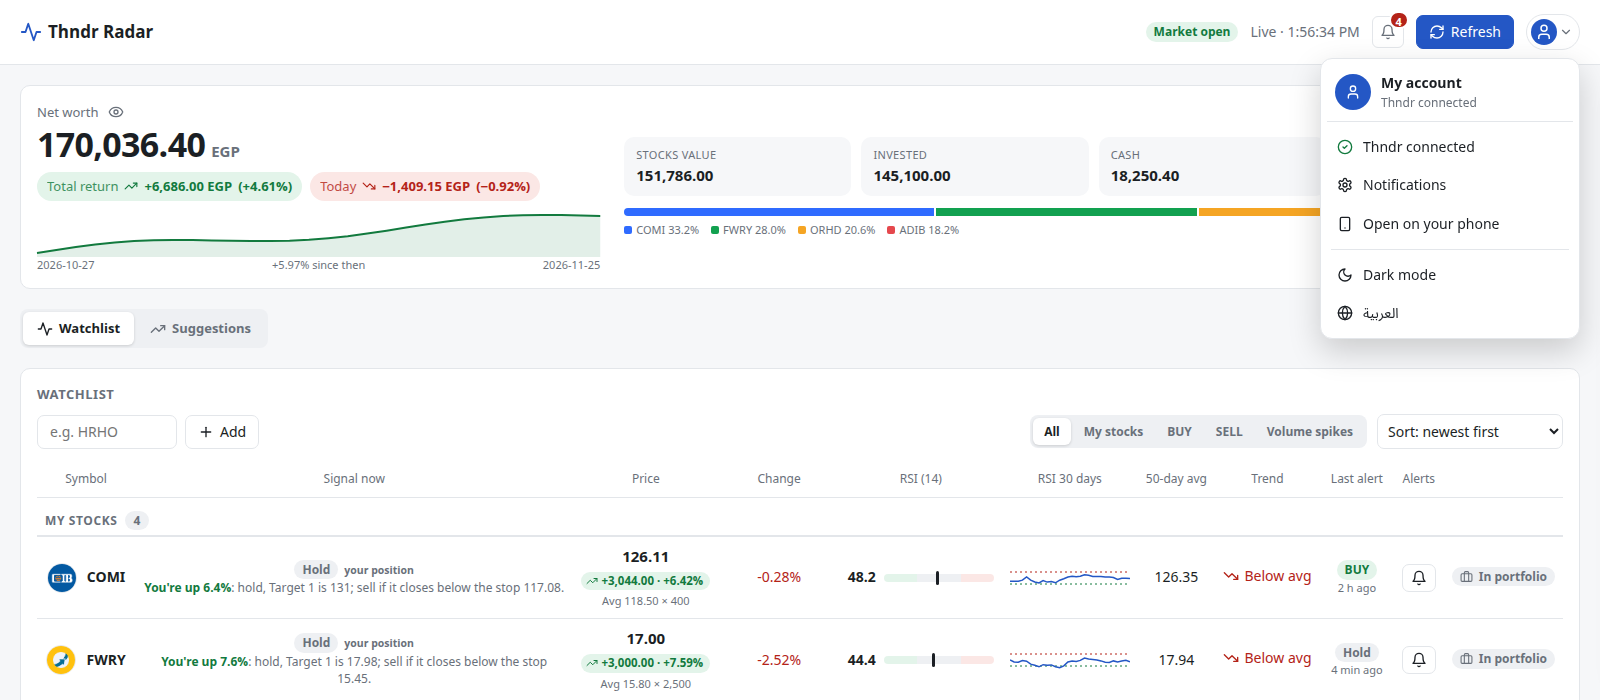 Thndr Radar
Market open
Live · 1:56:34 PM
4
Refresh
My account
Thndr connected
Thndr connected
Notifications
Open on your phone
Dark mode
العربية
Net worth
170,036.40 EGP
Total return +6,686.00 EGP (+4.61%)
Today −1,409.15 EGP (−0.92%)
2026-10-27 +5.97% since then 2026-11-25
STOCKS VALUE
151,786.00
INVESTED
145,100.00
CASH
18,250.40
COMI 33.2% FWRY 28.0% ORHD 20.6% ADIB 18.2%
Watchlist Suggestions
WATCHLIST
e.g. HRHO
Add
All My stocks BUY SELL Volume spikes
Sort: newest first
Symbol Signal now Price Change RSI (14) RSI 30 days 50-day avg Trend Last alert Alerts
MY STOCKS 4
CIB
COMI
Hold your position
You're up 6.4%: hold, Target 1 is 131; sell if it closes below the stop 117.08.
126.11
+3,044.00 · +6.42%
Avg 118.50 × 400
-0.28%
48.2
126.35
Below avg
BUY
2 h ago
In portfolio
FWRY
Hold your position
You're up 7.6%: hold, Target 1 is 17.98; sell if it closes below the stop
15.45.
17.00
+3,000.00 · +7.59%
Avg 15.80 × 2,500
-2.52%
44.4
17.94
Below avg
Hold
4 min ago
In portfolio